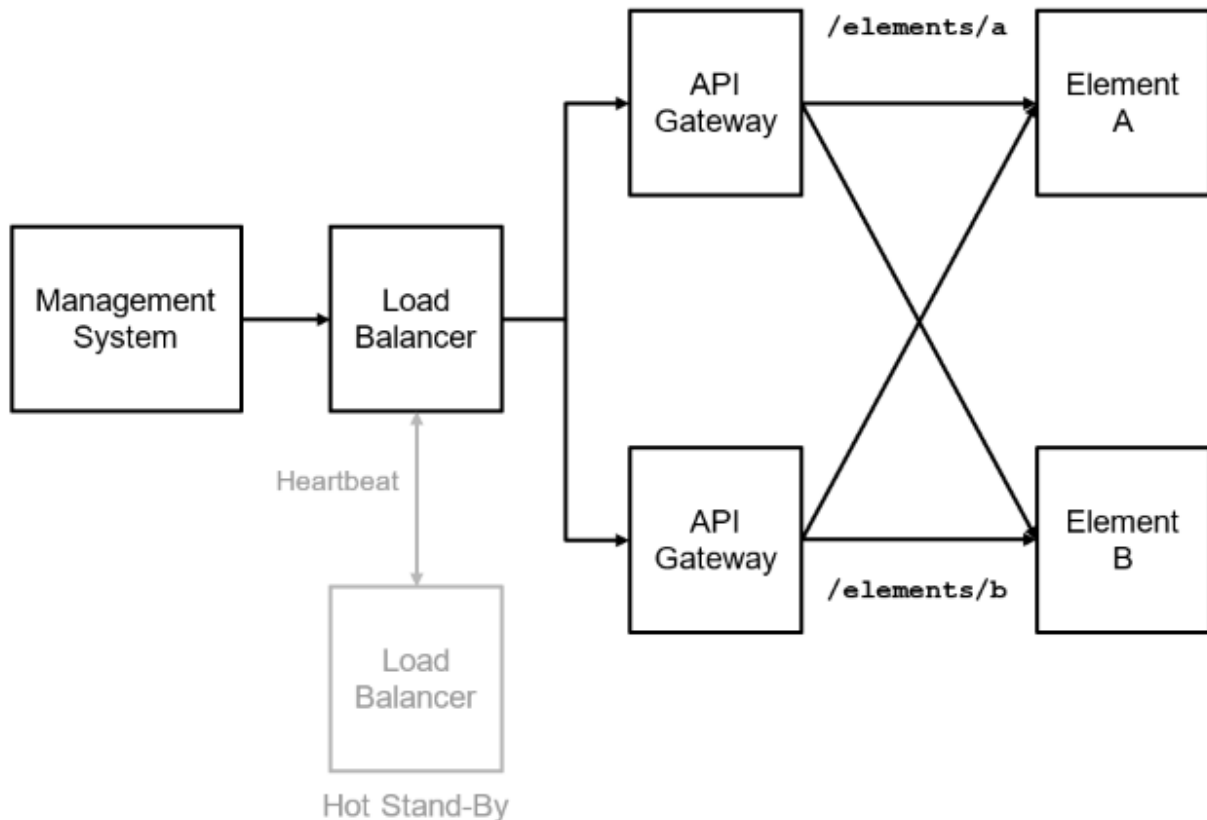 /elements/a
API
Gateway
Element
A
Management
System
Load
Balancer
Heartbeat
API
Gateway
Element
B
/elements/b
Load
Balancer
Hot Stand-By